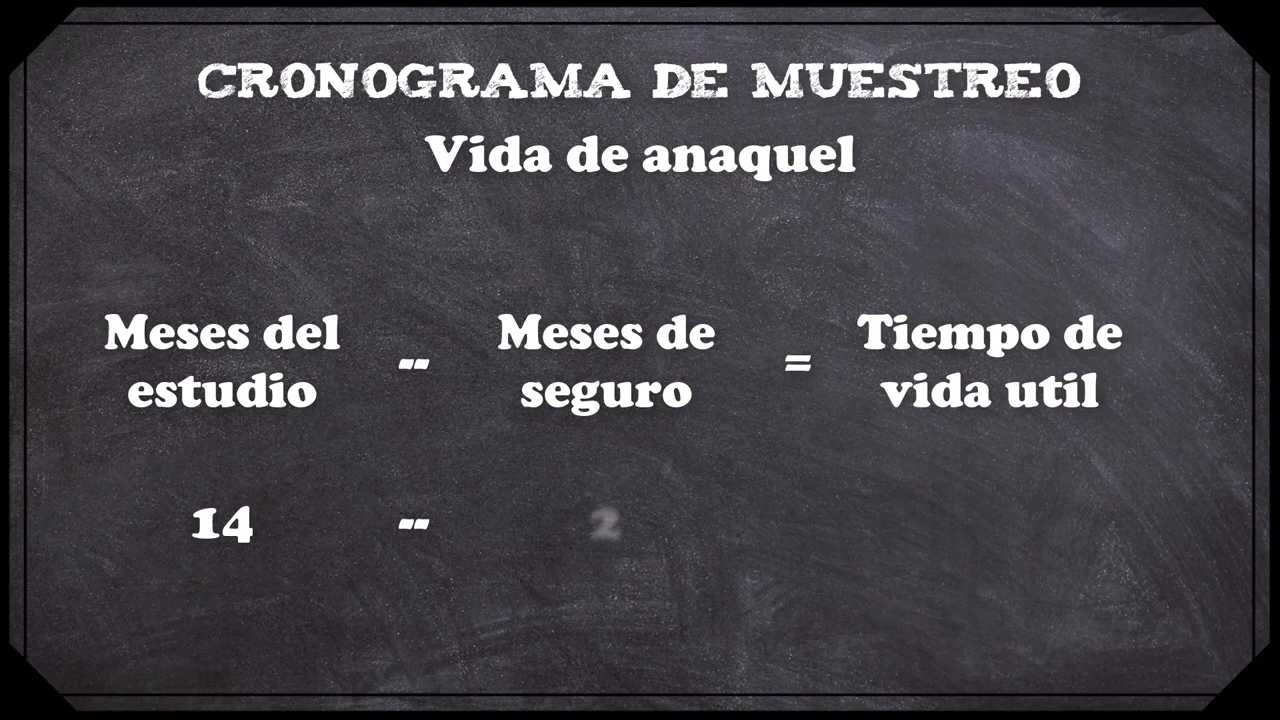 CRONOGRAMA DE MUESTREO
Vida de anaquel
Meses del estudio -- Meses de seguro = Tiempo de vida util
14 -- 2